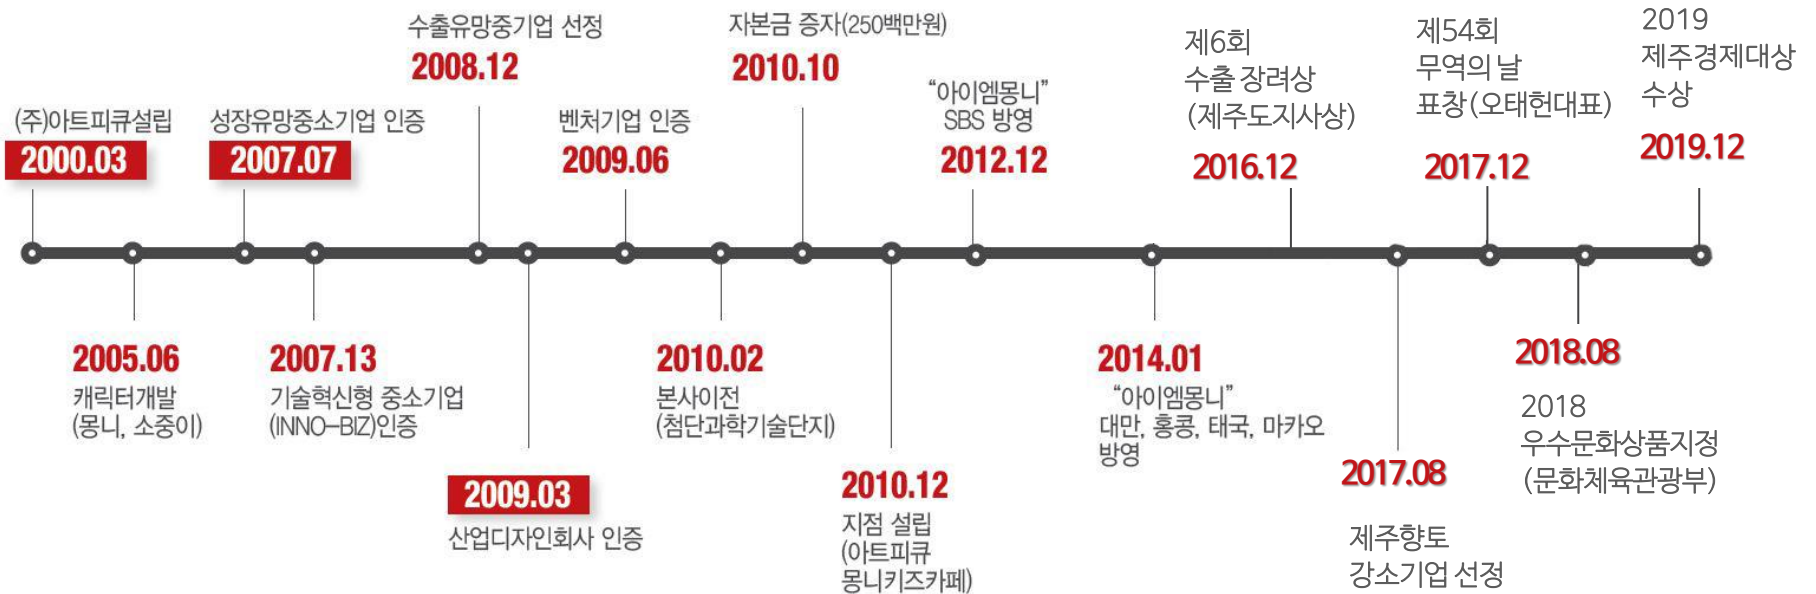 (주)아트피큐설립
2000.03
2005.06
캐릭터개발
(몽니, 소중이)
성장유망중소기업 인증
2007.07
2007.13
기술혁신형 중소기업
(INNO-BIZ)인증
수출유망중기업 선정
2008.12
2009.03
산업디자인회사 인증
벤처기업 인증
2009.06
2010.02
본사이전
(첨단과학기술단지)
자본금 증자(250백만원)
2010.10
2010.12
지점 설립
(아트피큐
몽니키즈카페)
“아이엠몽니”
SBS 방영
2012.12
2014.01
“아이엠몽니”
대만, 홍콩, 태국, 마카오
방영
제6회
수출 장려상
(제주도지사상)
2016.12
2017.08
제주향토
강소기업 선정
제54회
무역의 날
표창(오태헌대표)
2017.12
2018.08
2018
우수문화상품지정
(문화체육관광부)
2019
제주경제대상
수상
2019.12